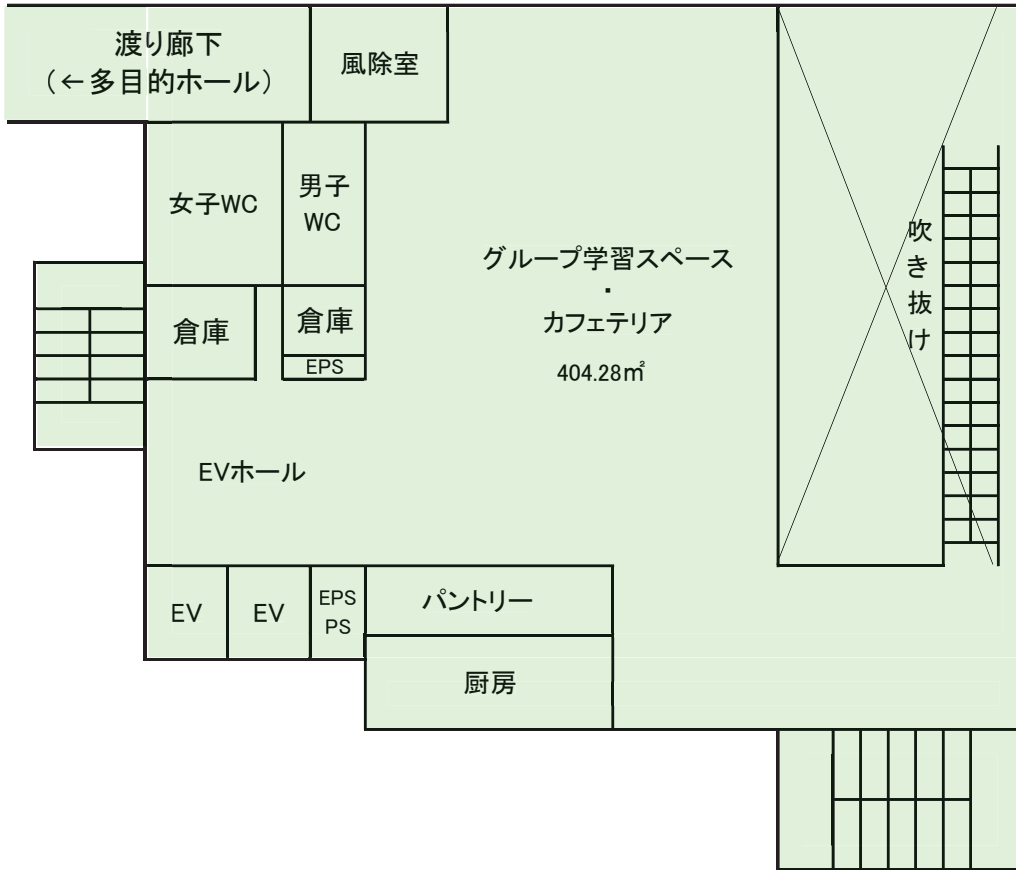 渡り廊下
（←多目的ホール）
風除室
女子WC
男子
WC
グループ学習スペース
・
カフェテリア
404.28㎡
吹き抜け
倉庫
倉庫
EPS
EVホール
EV
EV
EPS
PS
パントリー
厨房